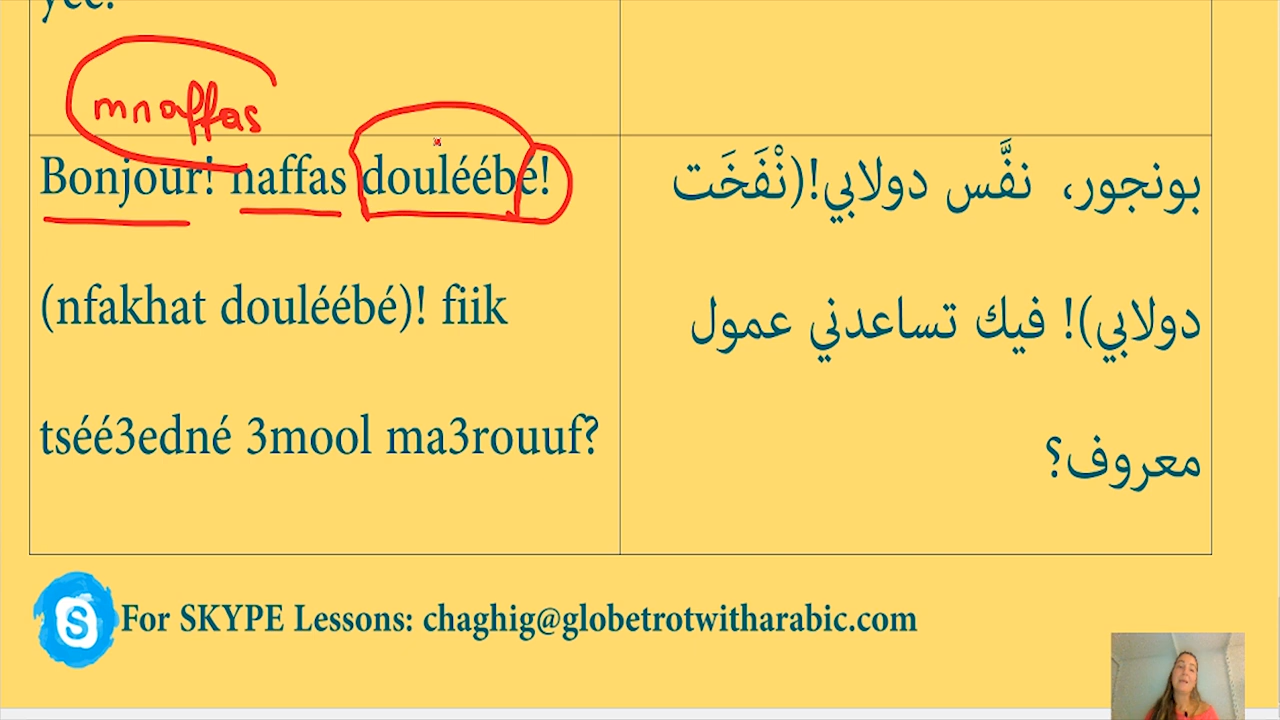 yee!
mnaffas
Bonjour! naffas douléébé!
(nfakhat douléébé)! fiik
tséé3edné 3mool ma3rouuf?
بونجور، نفَّس دولابي!(نْفَخَت
دولابي)! فيك تساعدني عمول
معروف؟
For SKYPE Lessons: chaghig@globetrotwitharabic.com